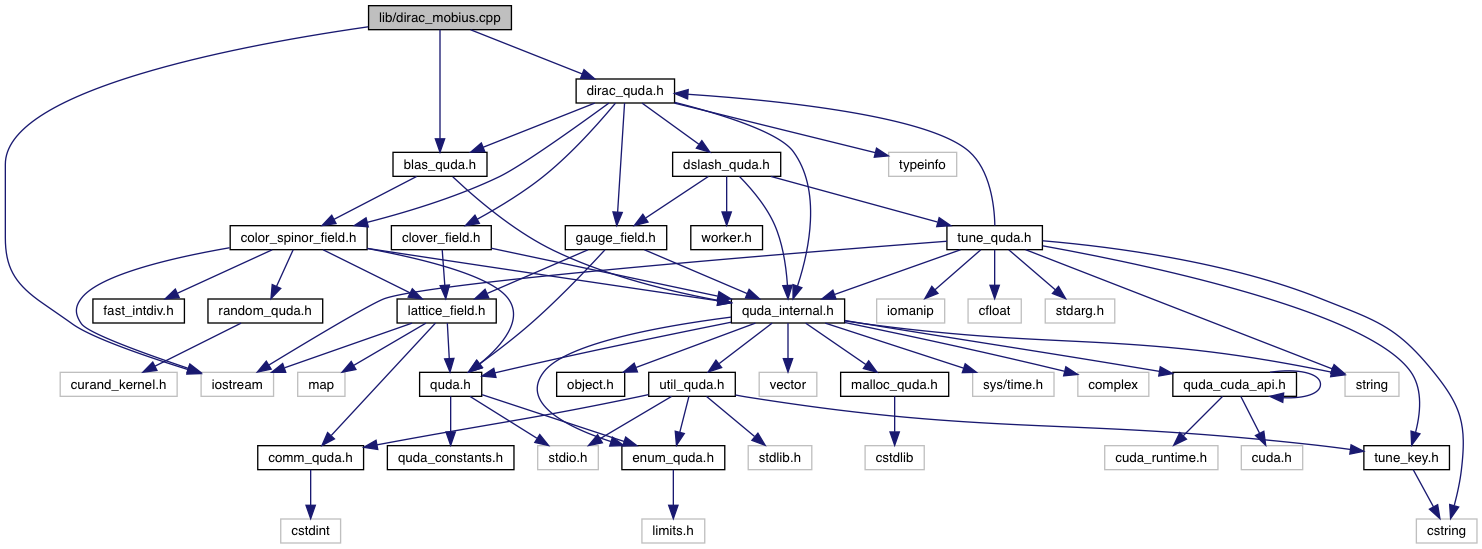 lib/dirac_mobius.cpp
dirac_quda.h
blas_quda.h
dslash_quda.h
typeinfo
color_spinor_field.h
clover_field.h
gauge_field.h
worker.h
tune_quda.h
fast_intdiv.h
random_quda.h
lattice_field.h
quda_internal.h
iomanip
cfloat
stdarg.h
curand_kernel.h
iostream
map
quda.h
object.h
util_quda.h
vector
malloc_quda.h
sys/time.h
complex
quda_cuda_api.h
string
comm_quda.h
quda_constants.h
stdio.h
enum_quda.h
stdlib.h
cstdlib
cuda_runtime.h
cuda.h
tune_key.h
cstdint
limits.h
cstring